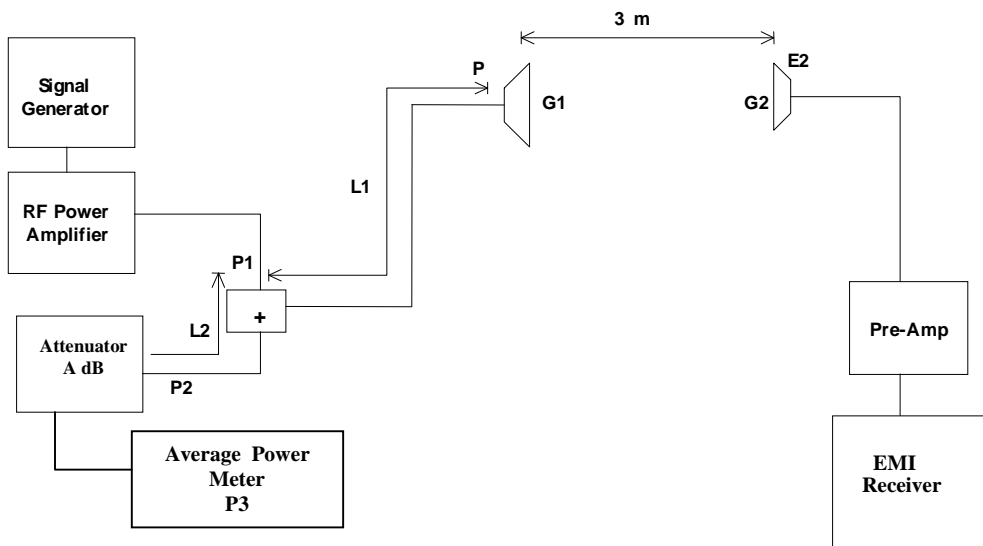 3 m
P
E2
Signal
Generator
G1
G2
L1
RF Power
Amplifier
P1
+
L2
Pre-Amp
Attenuator
A dB
P2
Average Power
Meter
P3
EMI
Receiver